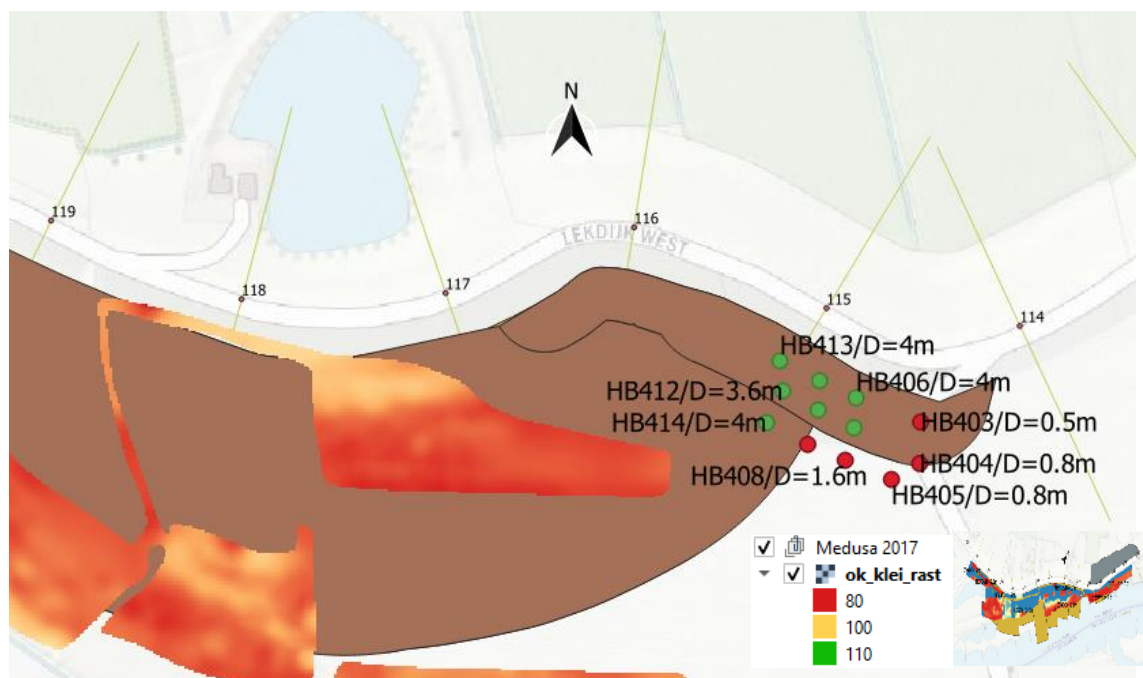 N
119
116
LEKDIJK WEST
118
117
115
114
HB413/D=4m
HB412/D=3.6m
HB406/D=4m
HB414/D=4m
HB403/D=0.5m
HB404/D=0.8m
HB408/D=1.6m
HB405/D=0.8m
Medusa 2017
ok_klei_rast
80
100
110